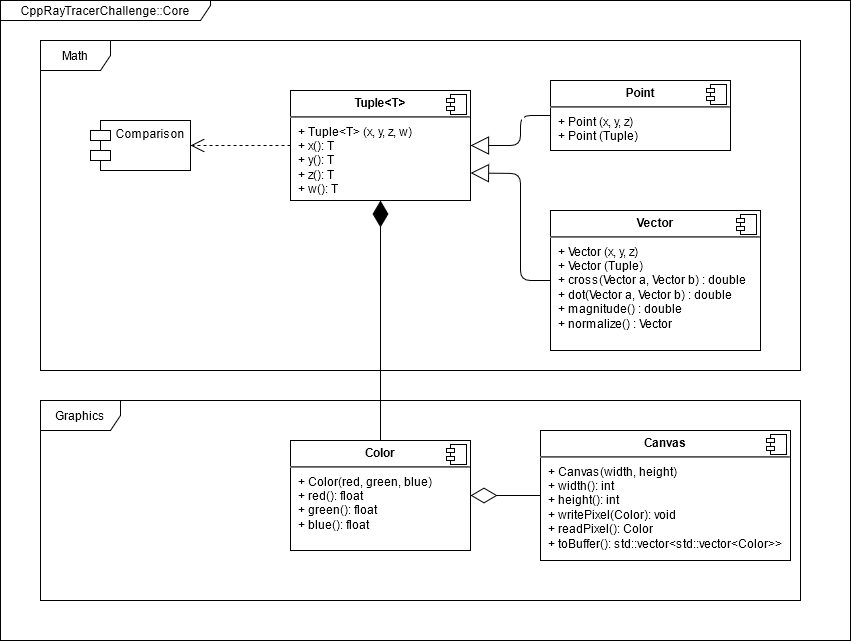 CppRayTracerChallenge::Core
Math
Comparison
Tuple<T>
+ Tuple<T> (x, y, z, w)
+ x(): T
+ y(): T
+ z(): T
+ w(): T
Point
+ Point (x, y, z)
+ Point (Tuple)
Vector
+ Vector (x, y, z)
+ Vector (Tuple)
+ cross(Vector a, Vector b) : double
+ dot(Vector a, Vector b) : double
+ magnitude() : double
+ normalize() : Vector
Graphics
Color
+ Color(red, green, blue)
+ red(): float
+ green(): float
+ blue(): float
Canvas
+ Canvas(width, height)
+ width(): int
+ height(): int
+ writePixel(Color): void
+ readPixel(): Color
+ toBuffer(): std::vector<std::vector<Color>>